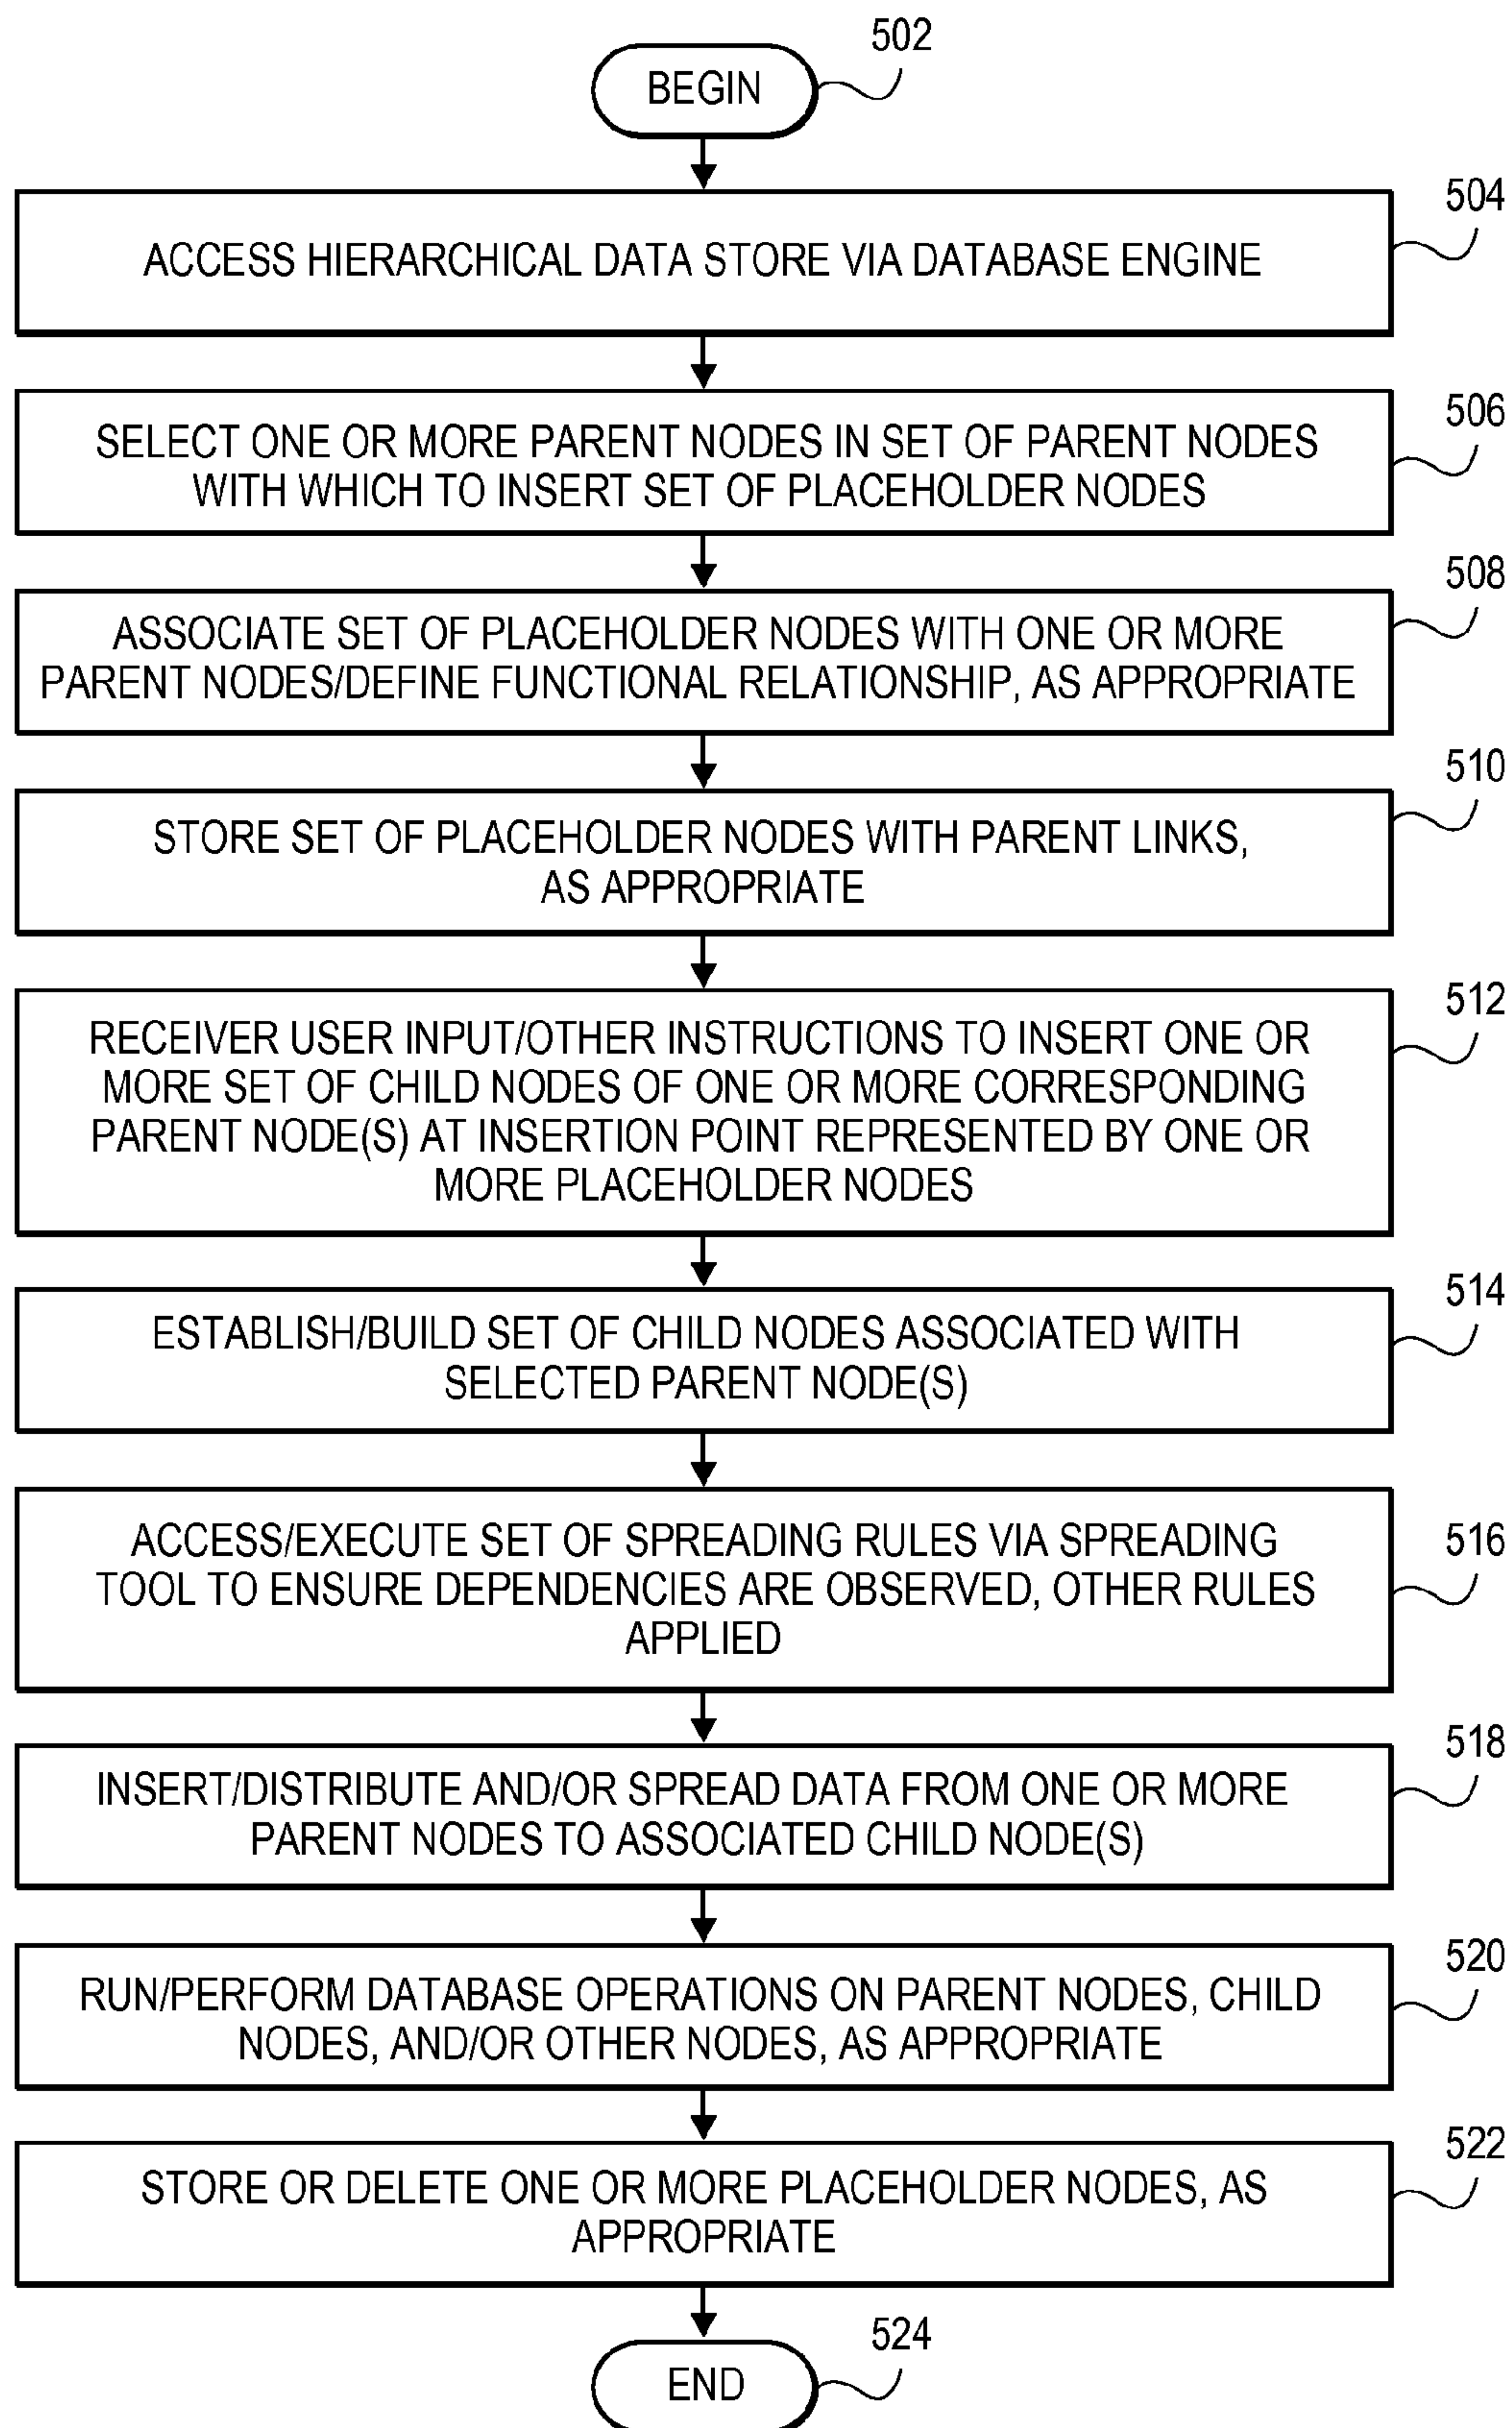 502
BEGIN
504
ACCESS HIERARCHICAL DATA STORE VIA DATABASE ENGINE
506
SELECT ONE OR MORE PARENT NODES IN SET OF PARENT NODES
WITH WHICH TO INSERT SET OF PLACEHOLDER NODES
508
ASSOCIATE SET OF PLACEHOLDER NODES WITH ONE OR MORE
PARENT NODES/DEFINE FUNCTIONAL RELATIONSHIP, AS APPROPRIATE
510
STORE SET OF PLACEHOLDER NODES WITH PARENT LINKS,
AS APPROPRIATE
512
RECEIVER USER INPUT/OTHER INSTRUCTIONS TO INSERT ONE OR
MORE SET OF CHILD NODES OF ONE OR MORE CORRESPONDING
PARENT NODE(S) AT INSERTION POINT REPRESENTED BY ONE OR
MORE PLACEHOLDER NODES
514
ESTABLISH/BUILD SET OF CHILD NODES ASSOCIATED WITH
SELECTED PARENT NODE(S)
516
ACCESS/EXECUTE SET OF SPREADING RULES VIA SPREADING
TOOL TO ENSURE DEPENDENCIES ARE OBSERVED, OTHER RULES
APPLIED
518
INSERT/DISTRIBUTE AND/OR SPREAD DATA FROM ONE OR MORE
PARENT NODES TO ASSOCIATED CHILD NODE(S)
520
RUN/PERFORM DATABASE OPERATIONS ON PARENT NODES, CHILD
NODES, AND/OR OTHER NODES, AS APPROPRIATE
522
STORE OR DELETE ONE OR MORE PLACEHOLDER NODES, AS
APPROPRIATE
524
END